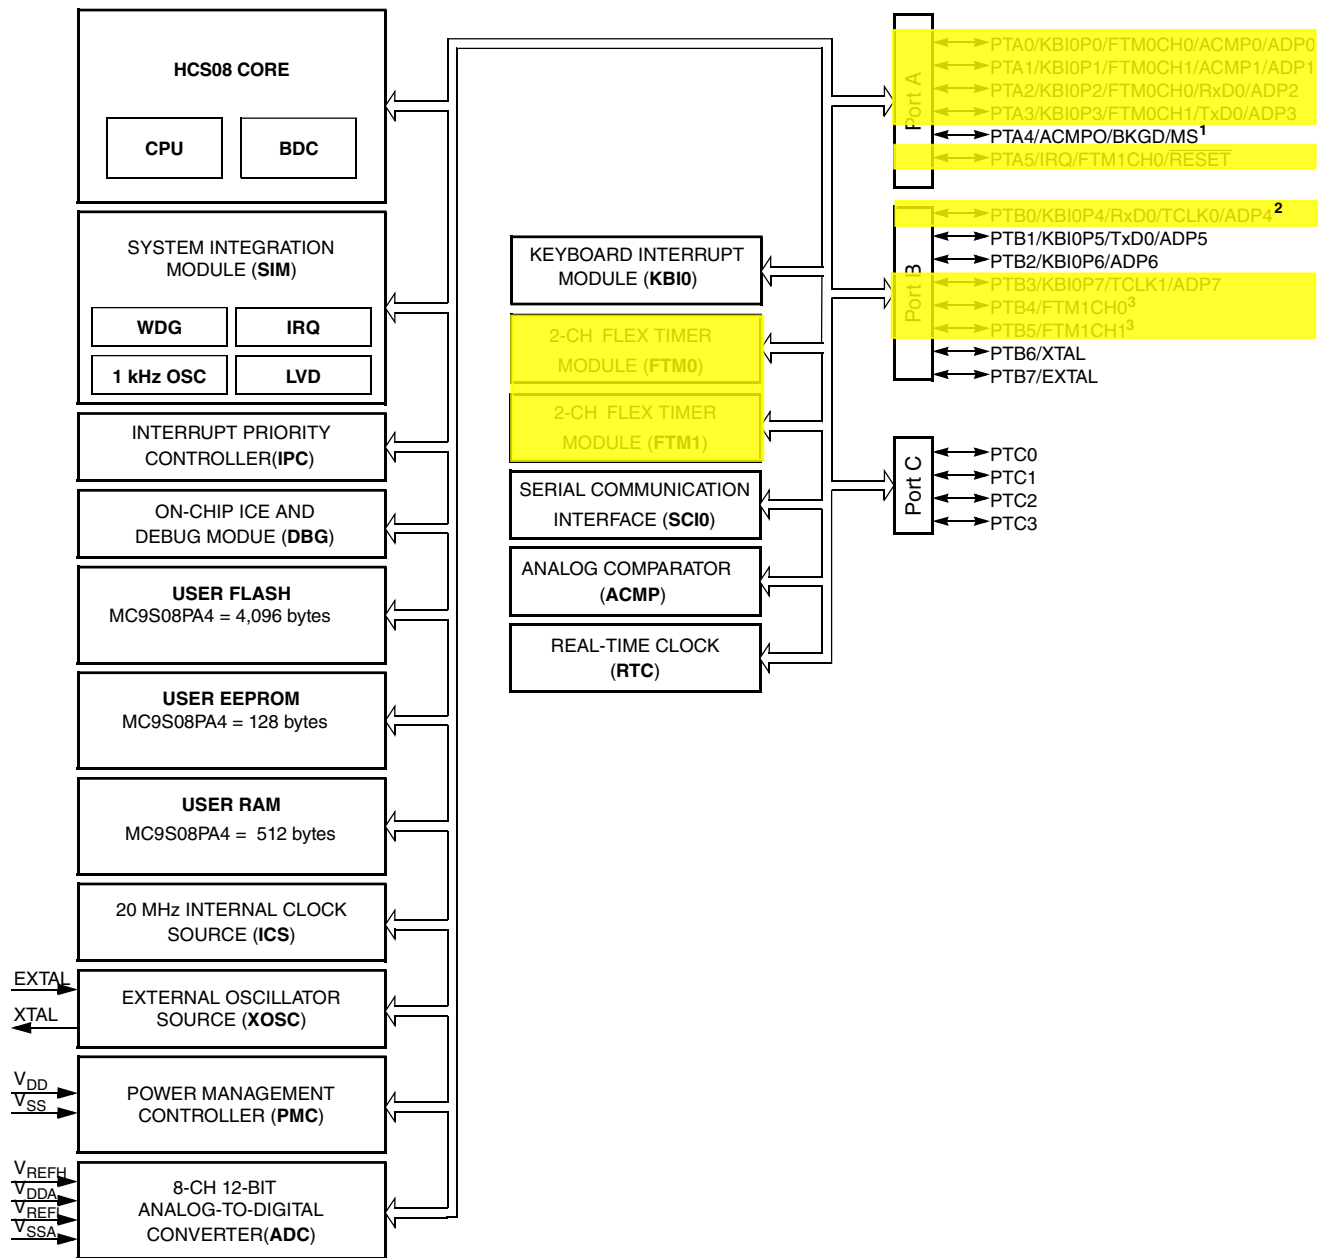 HCS08 CORE
CPU
BDC
SYSTEM INTEGRATION
MODULE (SIM)
WDG
IRQ
1 kHz OSC
LVD
INTERRUPT PRIORITY
CONTROLLER(IPC)
ON-CHIP ICE AND
DEBUG MODUE (DBG)
USER FLASH
MC9S08PA4 = 4,096 bytes
USER EEPROM
MC9S08PA4 = 128 bytes
USER RAM
MC9S08PA4 = 512 bytes
20 MHz INTERNAL CLOCK
SOURCE (ICS)
EXTAL
XTAL
EXTERNAL OSCILLATOR
SOURCE (XOSC)
VDD
VSS
POWER MANAGEMENT
CONTROLLER (PMC)
VREFH
VDDA
VREFL
VSSA
8-CH 12-BIT
ANALOG-TO-DIGITAL
CONVERTER(ADC)
KEYBOARD INTERRUPT
MODULE (KBI0)
2-CH FLEX TIMER
MODULE (FTM0)
2-CH FLEX TIMER
MODULE (FTM1)
SERIAL COMMUNICATION
INTERFACE (SCI0)
ANALOG COMPARATOR
(ACMP)
REAL-TIME CLOCK
(RTC)
Port A
PTA0/KBI0P0/FTM0CH0/ACMP0/ADP0
PTA1/KBI0P1/FTM0CH1/ACMP1/ADP1
PTA2/KBI0P2/FTM0CH0/RxD0/ADP2
PTA3/KBI0P3/FTM0CH1/TxD0/ADP3
PTA4/ACMPO/BKGD/MS1
PTA5/IRQ/FTM1CH0/RESET
Port B
PTB0/KBI0P4/RxD0/TCLK0/ADP42
PTB1/KBI0P5/TxD0/ADP5
PTB2/KBI0P6/ADP6
PTB3/KBI0P7/TCLK1/ADP7
PTB4/FTM1CH03
PTB5/FTM1CH13
PTB6/XTAL
PTB7/EXTAL
Port C
PTC0
PTC1
PTC2
PTC3